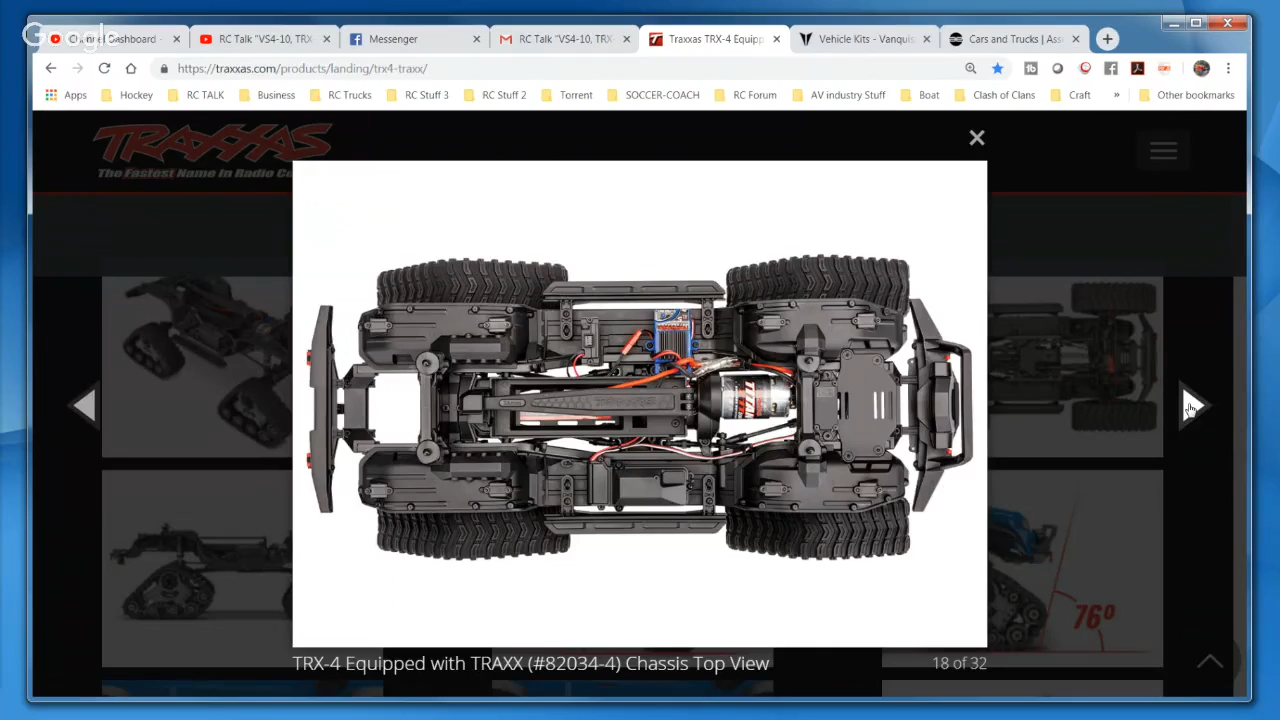 Google
Channel Dashboard -
RC Talk "VS4-10, TRX-
Messenger
RC Talk "VS4-10, TRX-
Traxxas TRX-4 Equipp
Vehicle Kits - Vanquis
Cars and Trucks | Ass
https://traxxas.com/products/landing/trx4-traxx/
Apps
Hockey
RC TALK
Business
RC Trucks
RC Stuff 3
RC Stuff 2
Torrent
SOCCER-COACH
RC Forum
AV industry Stuff
Boat
Clash of Clans
Craft
»
Other bookmarks
TRAXXAS
The Fastest Name In Radio Co
TRAXXAS
TITAN
76º
TRX-4 Equipped with TRAXX (#82034-4) Chassis Top View
18 of 32